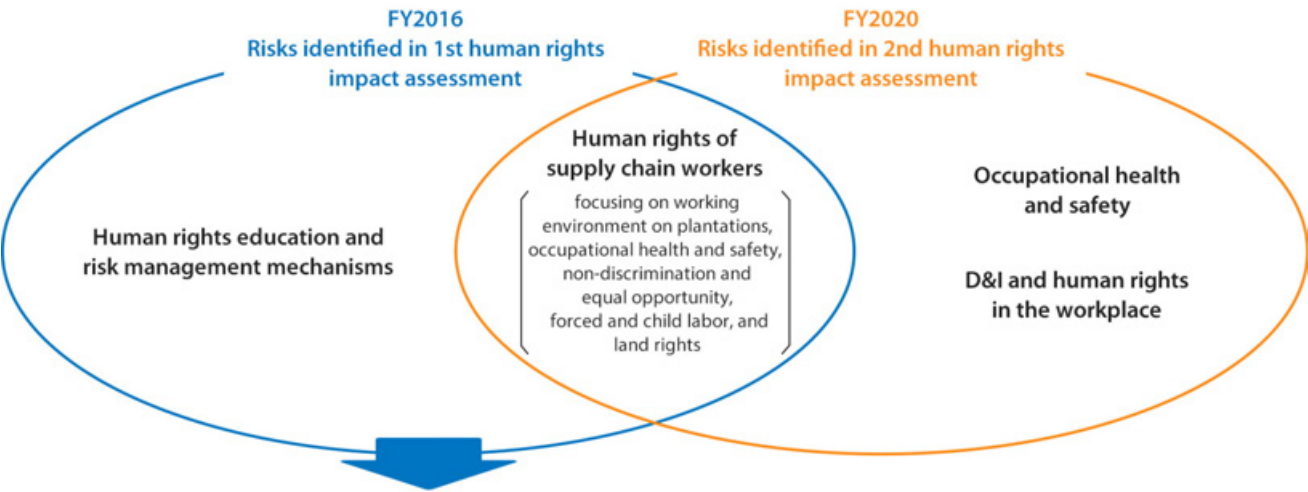 FY2016
Risks identified in 1st human rights
impact assessment
FY2020
Risks identified in 2nd human rights
impact assessment
Human rights education and
risk management mechanisms
Human rights of
supply chain workers
focusing on working
environment on plantations,
occupational health and safety,
non-discrimination and
equal opportunity,
forced and child labor, and
land rights
Occupational health
and safety
D&I and human rights
in the workplace